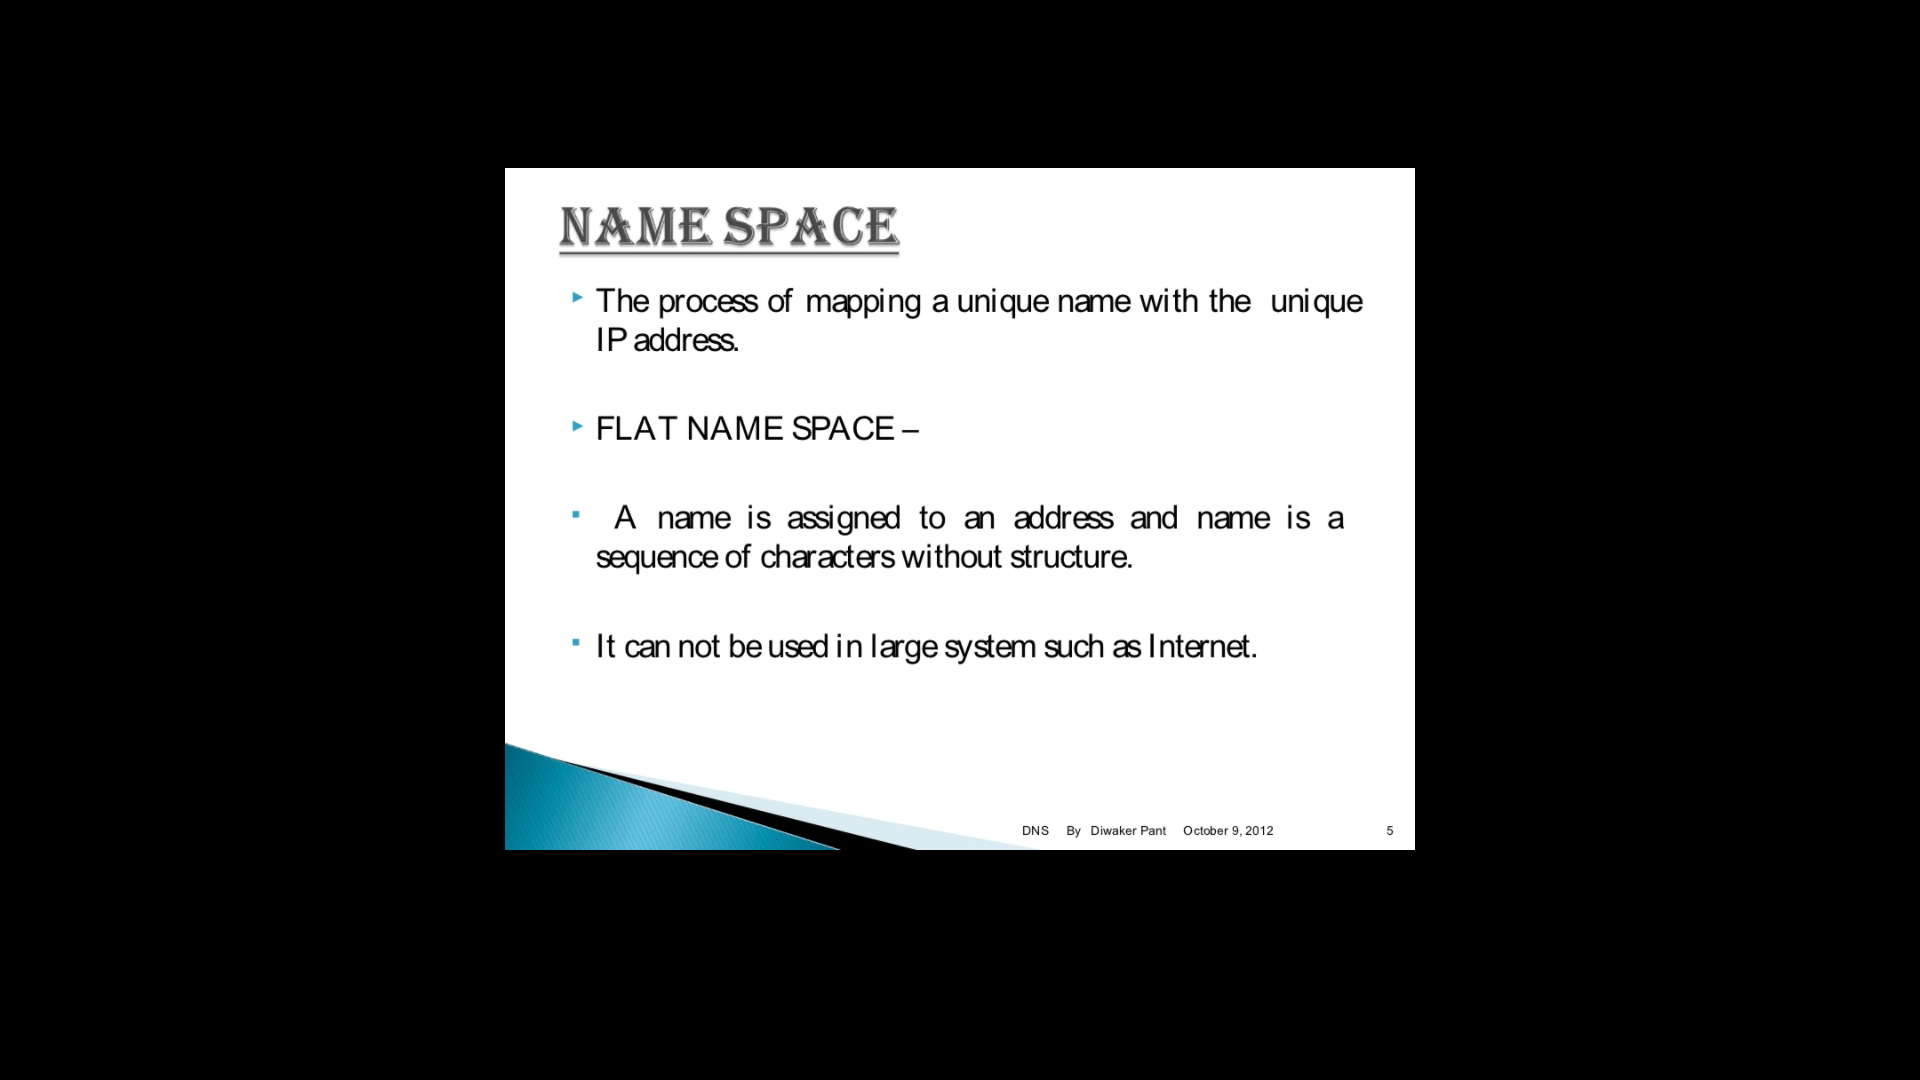 NAME SPACE
The process of mapping a unique name with the unique
IP address.
FLAT NAME SPACE –
A name is assigned to an address and name is a
sequence of characters without structure.
It can not be used in large system such as Internet.
DNS By Diwaker Pant October 9, 2012 5